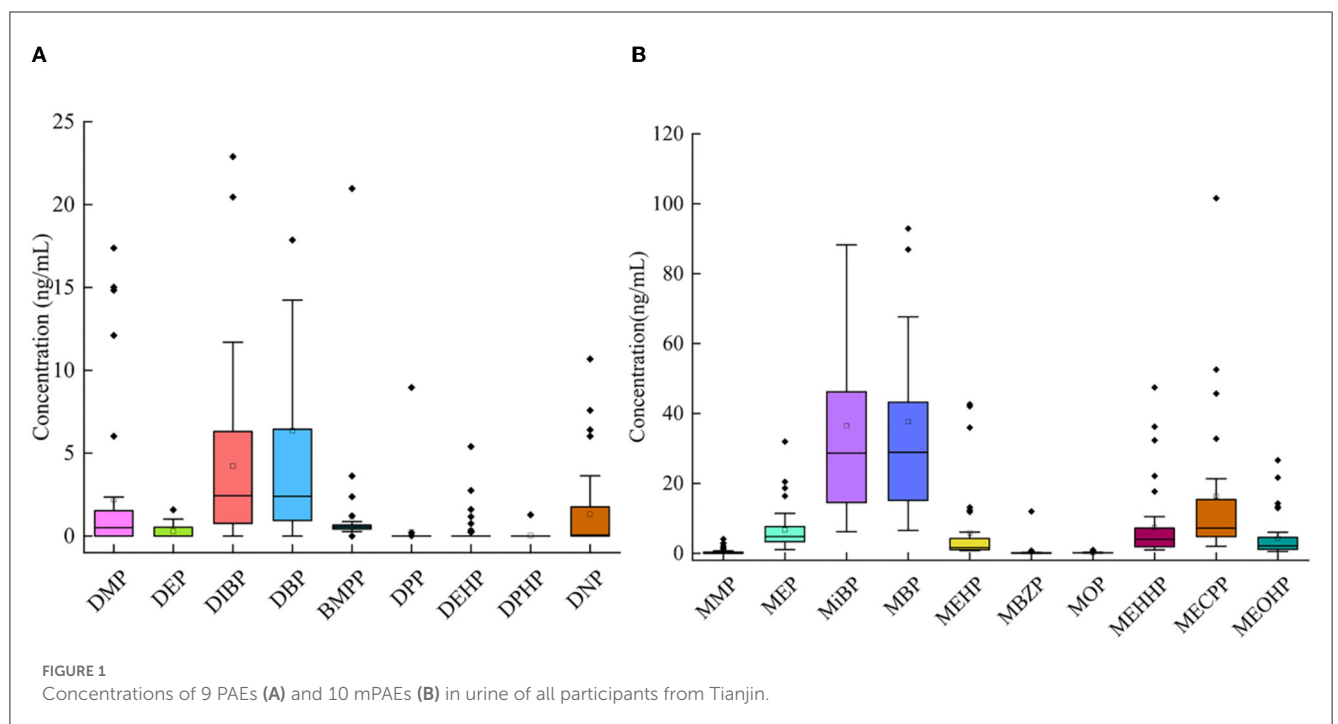 A
B
Concentration (ng/mL)
25
20
15
10
5
0
DMP
DEP
DIBP
DBP
BMPP
DPP
DEHP
DPHP
DNP
Concentration(ng/mL)
120
100
80
60
40
20
0
MMP
MEP
MiBP
MBP
MEHP
MBZP
MOP
MEHHP
MECPP
MEOHP
FIGURE 1
Concentrations of 9 PAEs (A) and 10 mPAEs (B) in urine of all participants from Tianjin.